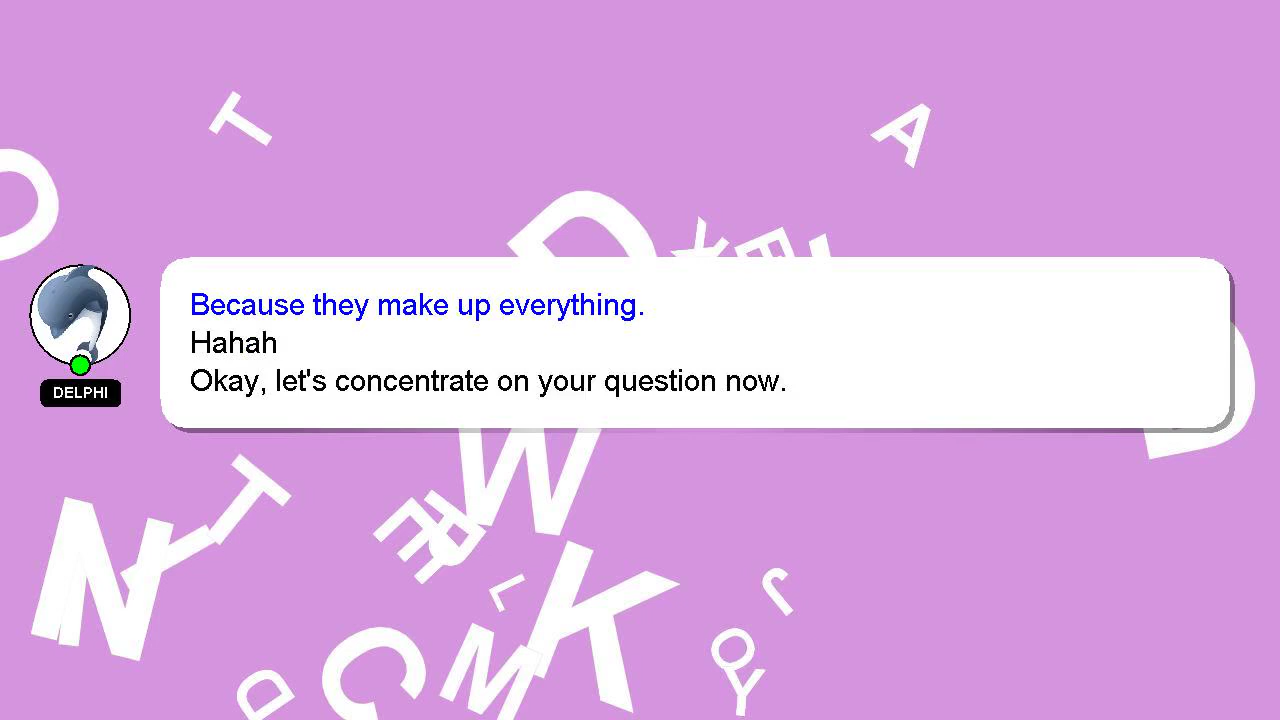 T
A
D
K
E
Because they make up everything.
Hahah
Okay, let's concentrate on your question now.
DELPHI
D
W
T
N
Y
E
R
L
K
J
C
M
O
Y
D